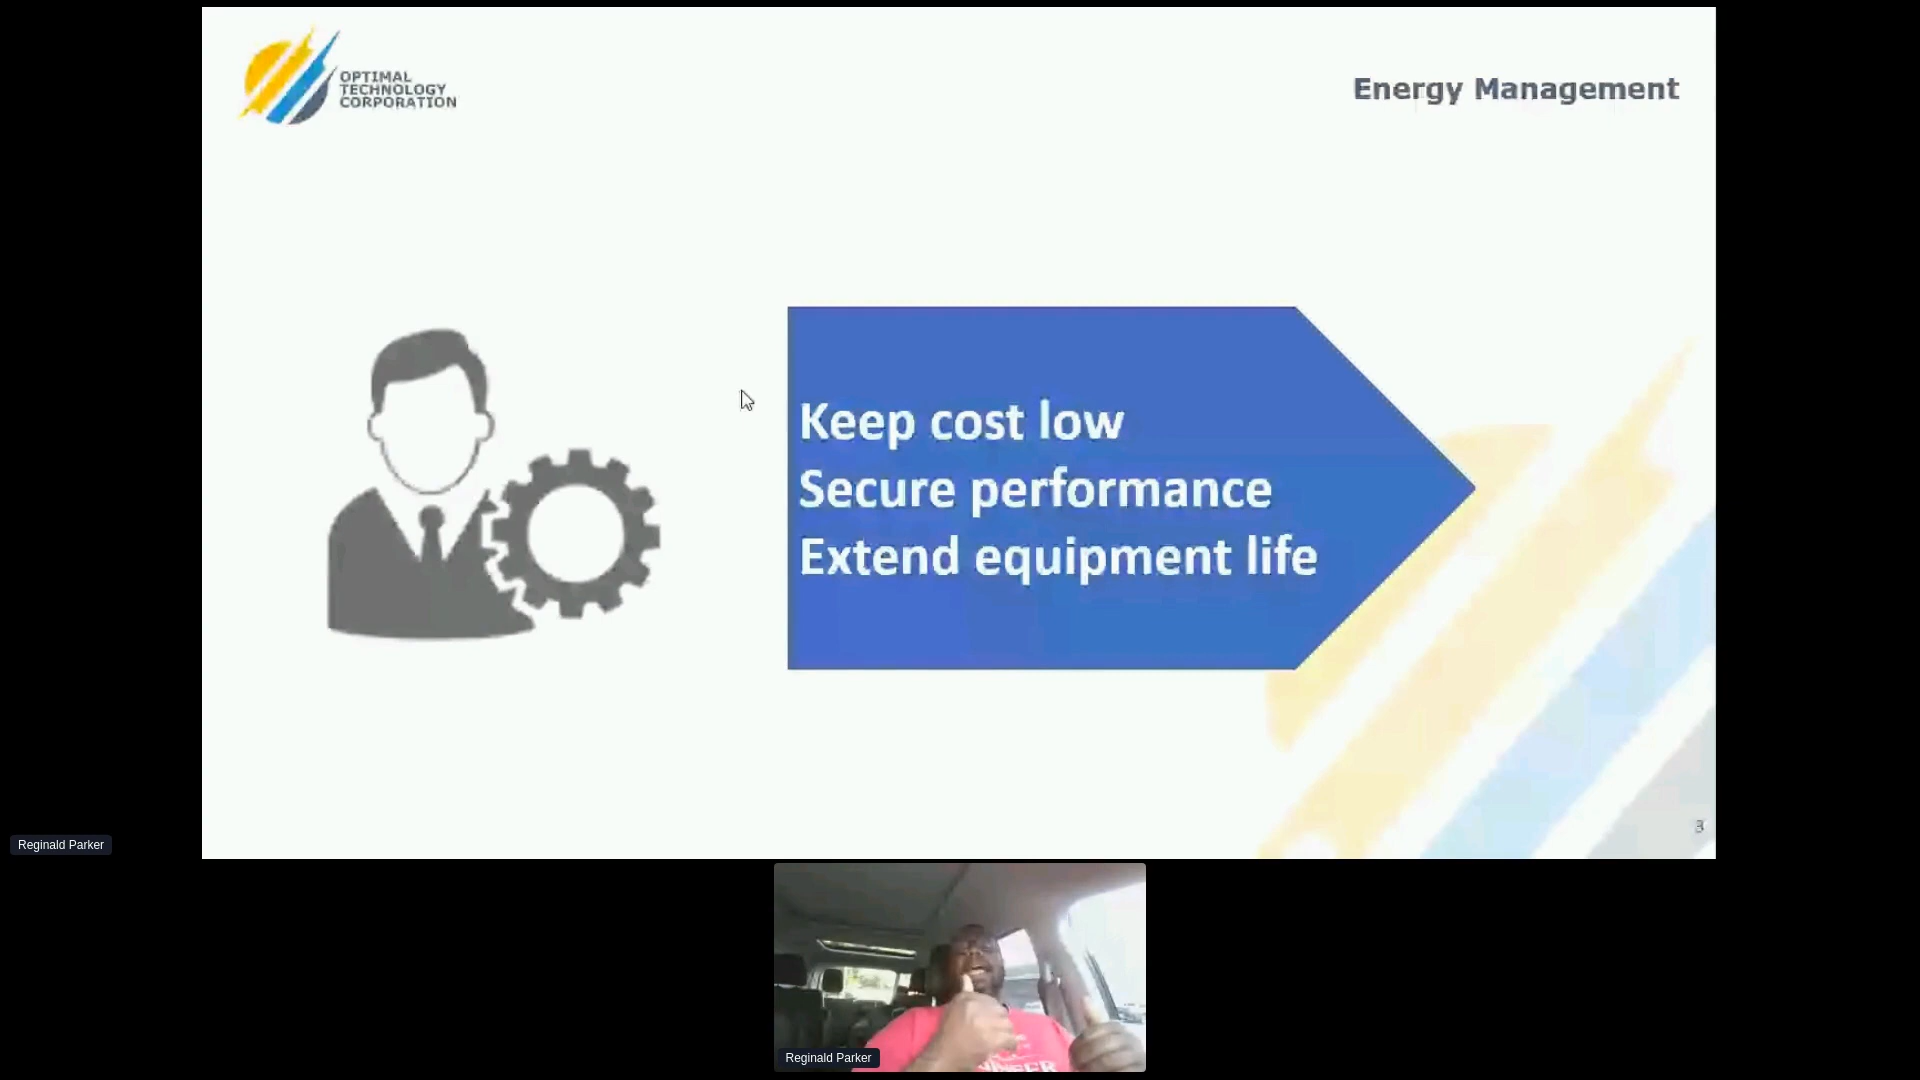 OPTIMAL
TECHNOLOGY
CORPORATION
Energy Management
Keep cost low
Secure performance
Extend equipment life
3
Reginald Parker
Reginald Parker